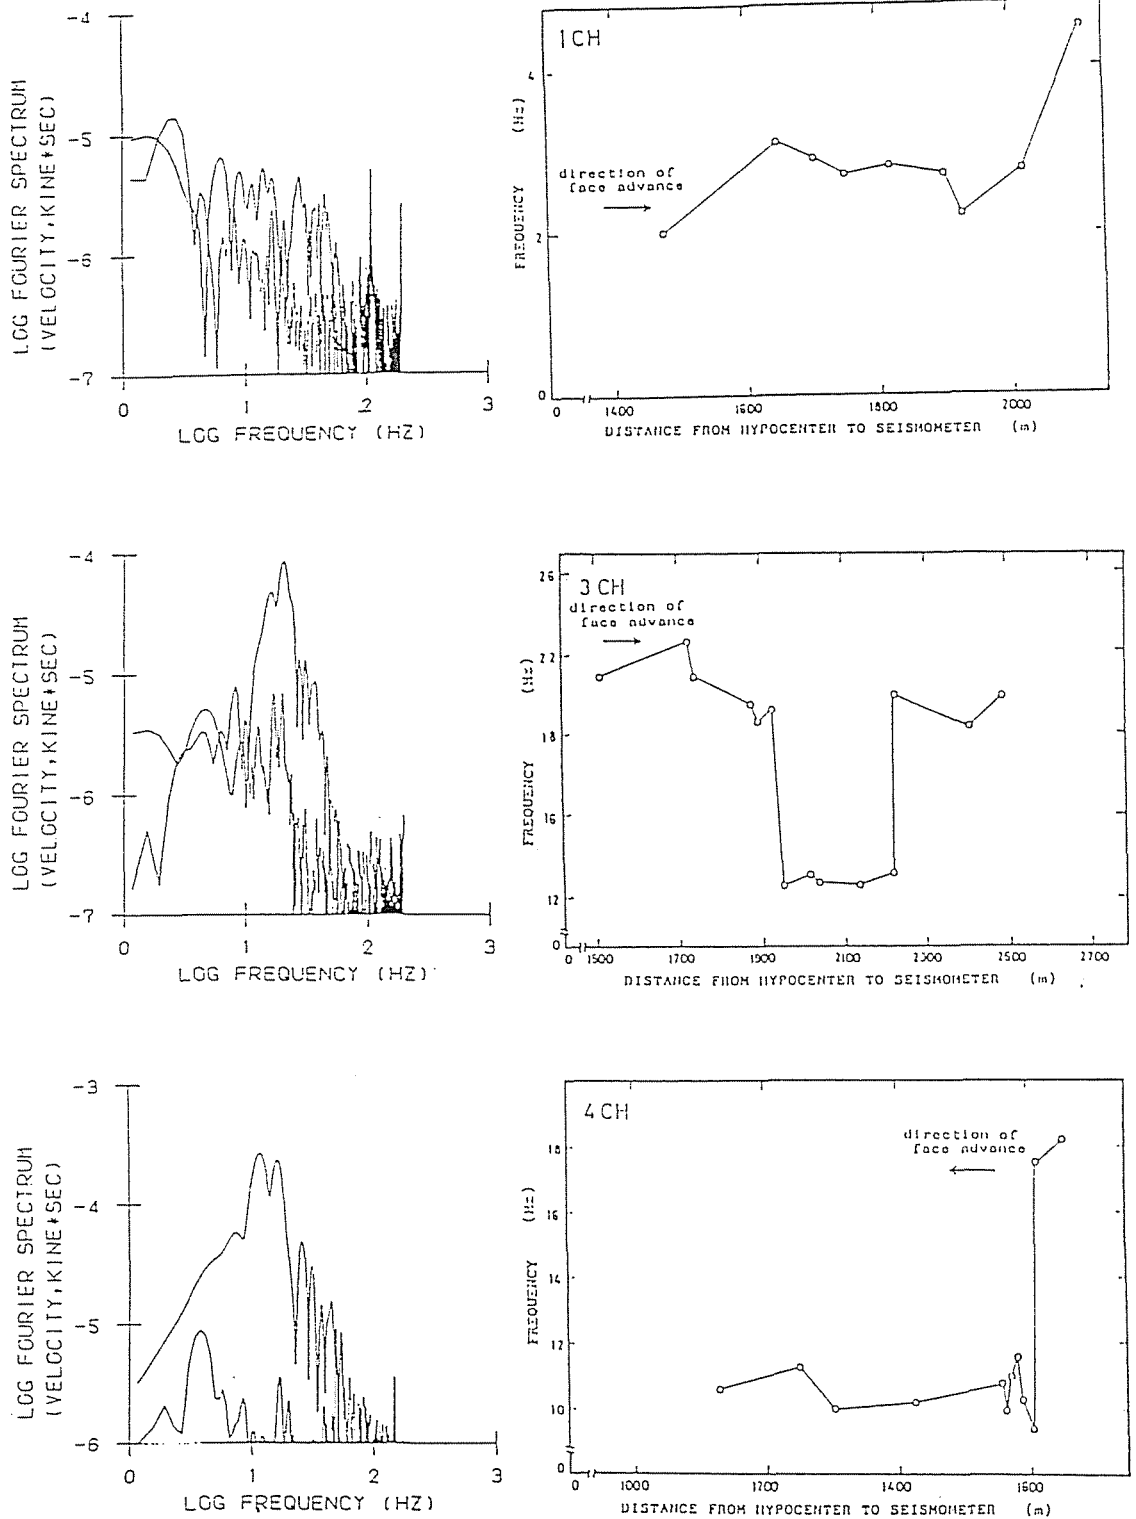 -4
-5
-6
-7
0
1
2
3
LOG FOURIER SPECTRUM
(VELOCITY,KINE*SEC)
LOG FREQUENCY (HZ)
1 CH
direction of
face advance
FREQUENCY (Hz)
4
2
0
0
1400
1600
1800
2000
DISTANCE FROM HYPOCENTER TO SEISMOMETER (m)
-4
-5
-6
-7
0
1
2
3
LOG FOURIER SPECTRUM
(VELOCITY,KINE*SEC)
LOG FREQUENCY (HZ)
3 CH
direction of
face advance
FREQUENCY (Hz)
26
22
18
16
12
0
0
1500
1700
1900
2100
2300
2500
2700
DISTANCE FROM HYPOCENTER TO SEISMOMETER (m)
-3
-4
-5
-6
0
1
2
3
LOG FOURIER SPECTRUM
(VELOCITY,KINE*SEC)
LOG FREQUENCY (HZ)
4 CH
direction of
face advance
FREQUENCY (Hz)
18
16
14
12
10
0
0
1000
1200
1400
1600
DISTANCE FROM HYPOCENTER TO SEISMOMETER (m)